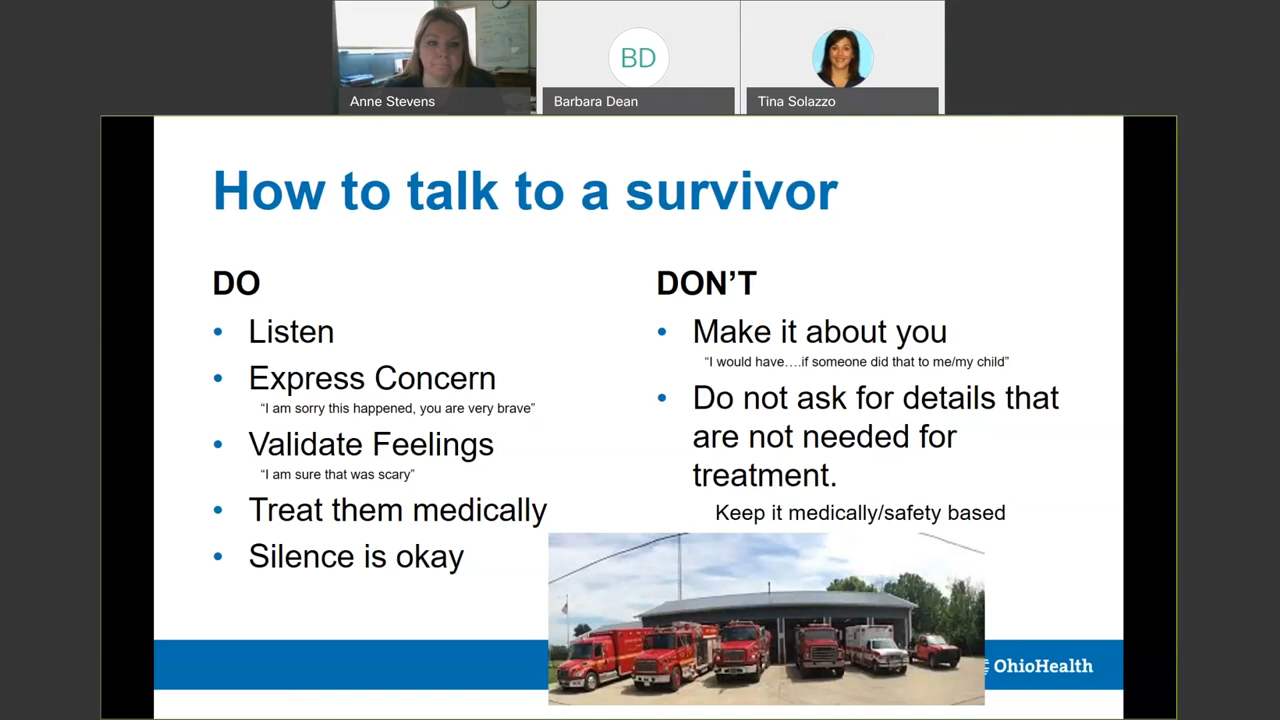 Anne Stevens
BD
Barbara Dean
Tina Solazzo
How to talk to a survivor
DO
• Listen
• Express Concern
“I am sorry this happened, you are very brave”
• Validate Feelings
“I am sure that was scary”
• Treat them medically
• Silence is okay
DON’T
• Make it about you
“I would have….if someone did that to me/my child”
• Do not ask for details that
are not needed for
treatment.
Keep it medically/safety based
OhioHealth